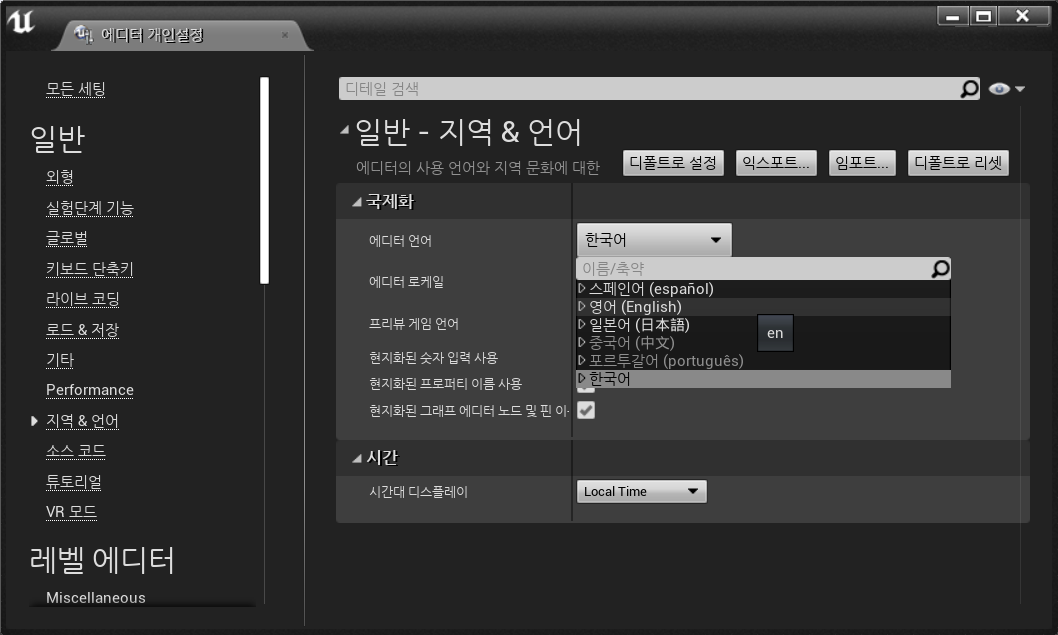 에디터 개인설정
모든 세팅
일반
외형
실험단계 기능
글로벌
키보드 단축키
라이브 코딩
로드 & 저장
기타
Performance
지역 & 언어
소스 코드
튜토리얼
VR 모드
레벨 에디터
Miscellaneous
디테일 검색
일반 - 지역 & 언어
에디터의 사용 언어와 지역 문화에 대한
디폴트로 설정
익스포트...
임포트...
디폴트로 리셋
국제화
에디터 언어
한국어
이름/축약
스페인어 (español)
영어 (English)
일본어 (日本語)
en
중국어 (中文)
포르투갈어 (português)
한국어
에디터 로케일
프리뷰 게임 언어
현지화된 숫자 입력 사용
현지화된 프로퍼티 이름 사용
현지화된 그래프 에디터 노드 및 핀 이
시간
시간대 디스플레이
Local Time